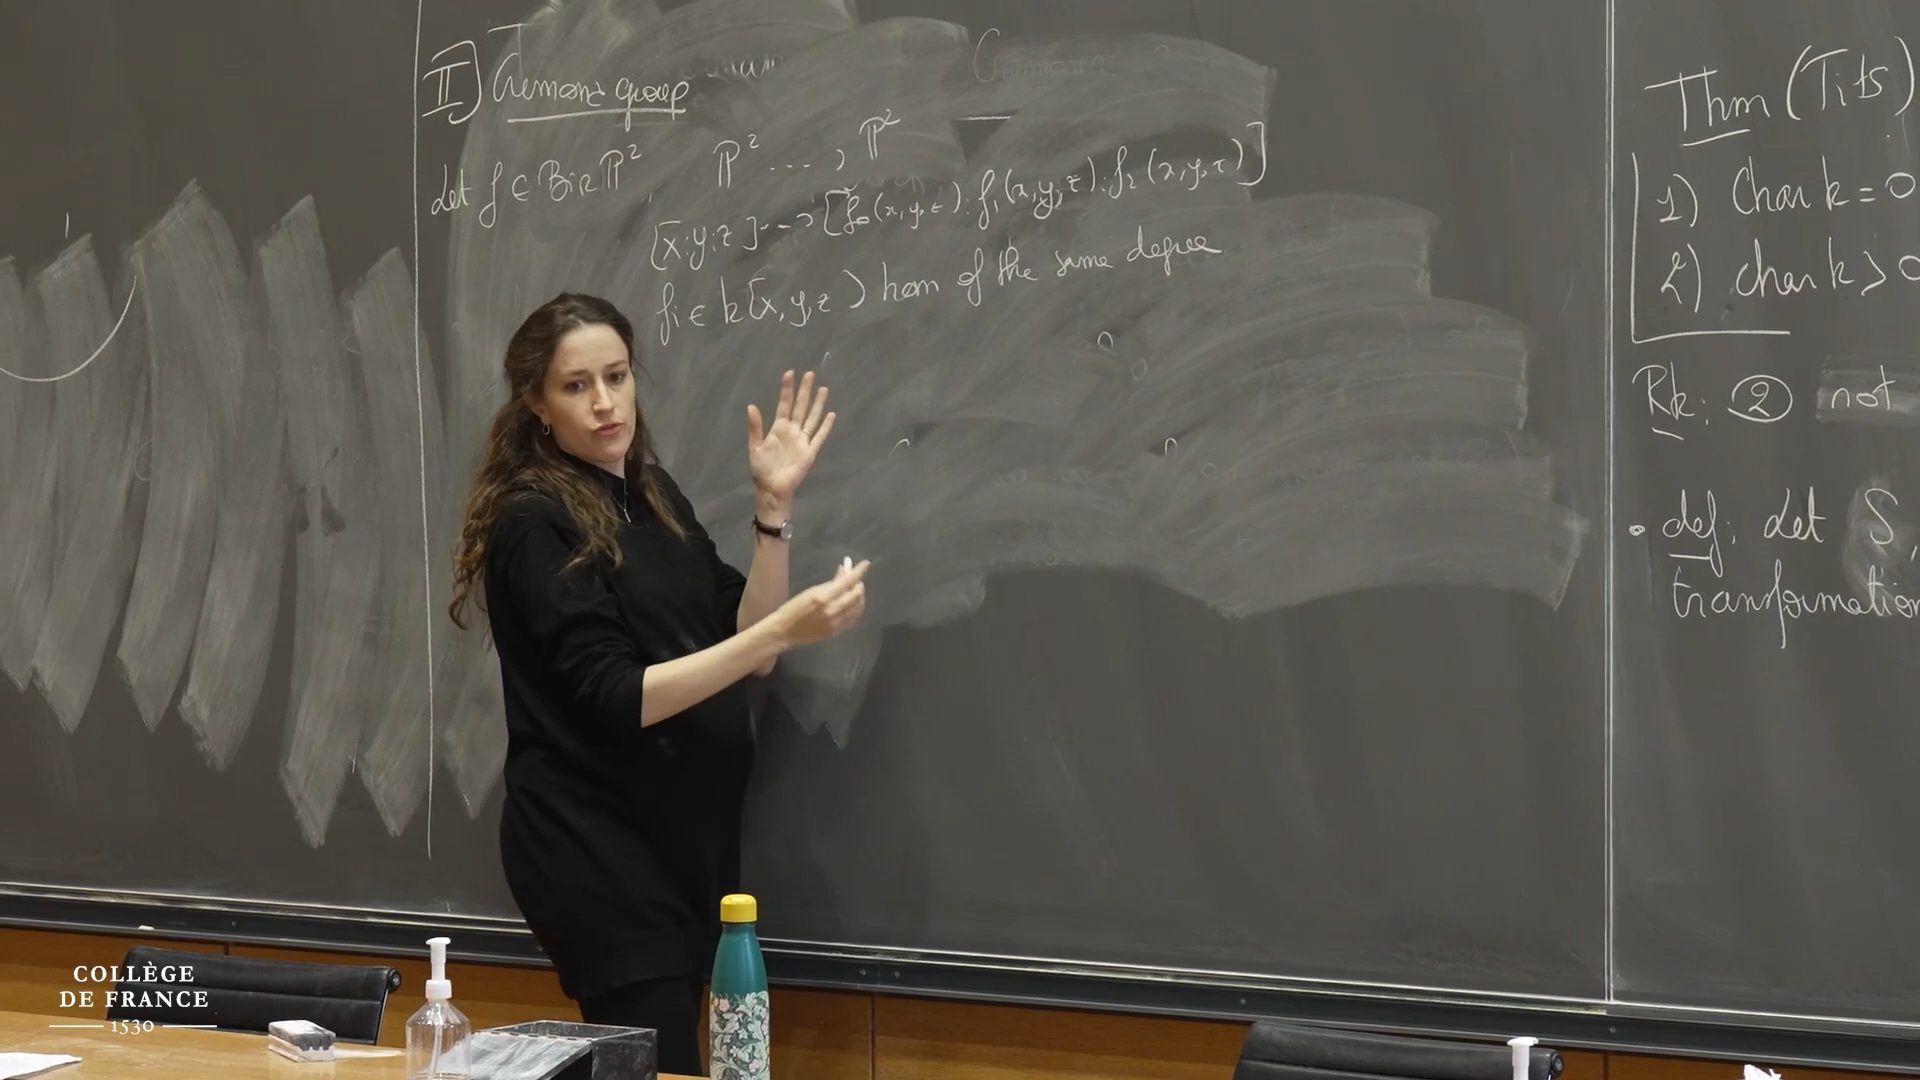 II) Cremona group
Let f ∈ Bir P², P² ---> P²
[x:y:z] ---> [f₀(x,y,z):f₁(x,y,z):f₂(x,y,z)]
fᵢ ∈ k[x,y,z) hom of the same degree
Thm (Tits)
1) Char k = 0
2) char k > 0
Rk: ② not
• def: Let S,
transformation
COLLÈGE
DE FRANCE
1530